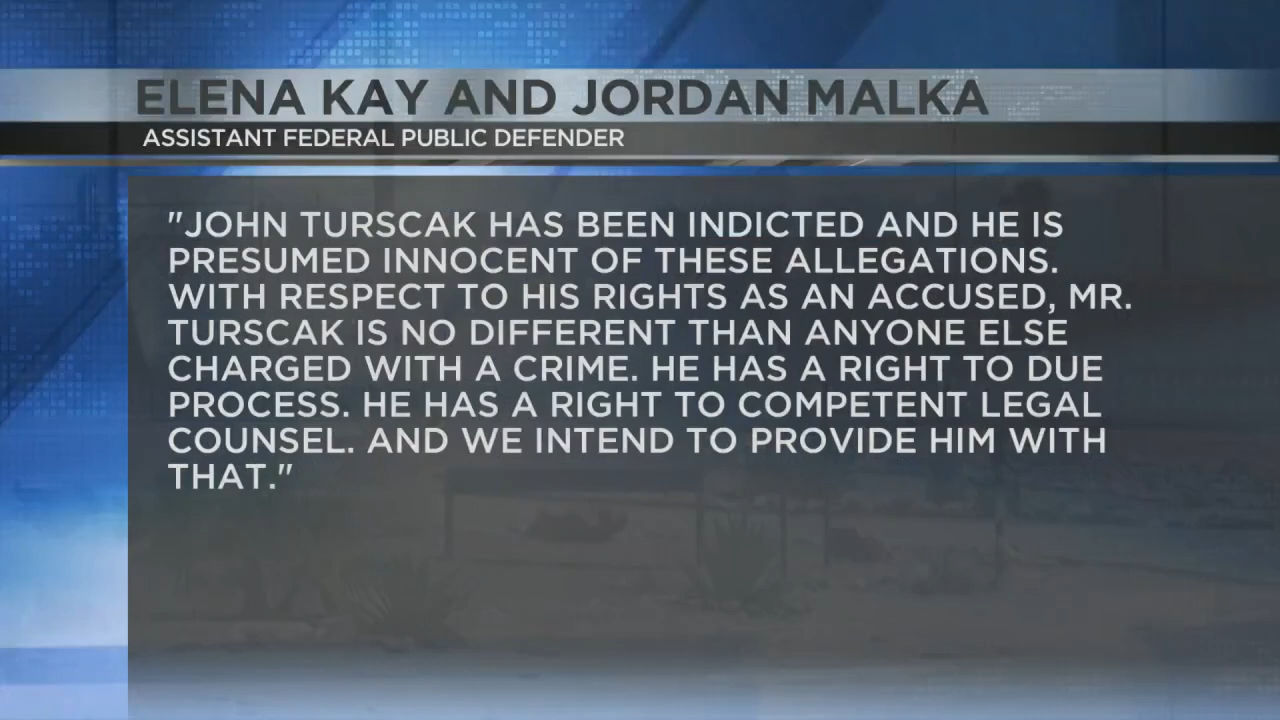 ELENA KAY AND JORDAN MALKA
ASSISTANT FEDERAL PUBLIC DEFENDER
"JOHN TURSCAK HAS BEEN INDICTED AND HE IS
PRESUMED INNOCENT OF THESE ALLEGATIONS.
WITH RESPECT TO HIS RIGHTS AS AN ACCUSED, MR.
TURSCAK IS NO DIFFERENT THAN ANYONE ELSE
CHARGED WITH A CRIME. HE HAS A RIGHT TO DUE
PROCESS. HE HAS A RIGHT TO COMPETENT LEGAL
COUNSEL. AND WE INTEND TO PROVIDE HIM WITH
THAT."